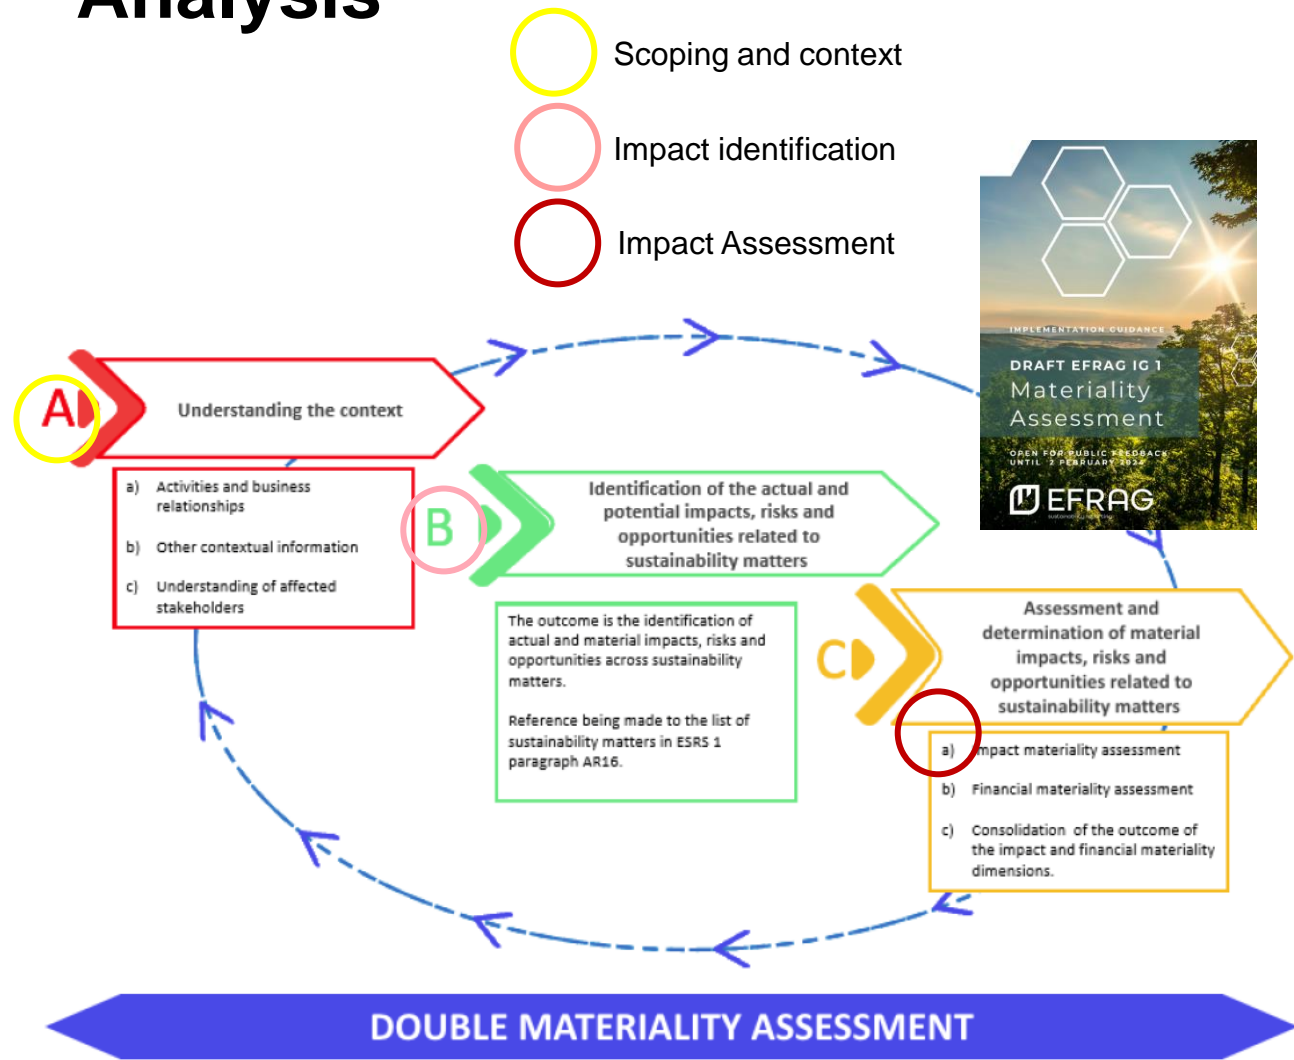 Analysis
Scoping and context
Impact identification
Impact Assessment
IMPLEMENTATION GUIDANCE
DRAFT EFRAG IG 1
Materiality
Assessment
OPEN FOR PUBLIC FEEDBACK
UNTIL 2 FEBRUARY 2024
EFRAG
A
Understanding the context
a) Activities and business
relationships
b) Other contextual information
c) Understanding of affected
stakeholders
B
Identification of the actual and
potential impacts, risks and
opportunities related to
sustainability matters
The outcome is the identification of
actual and material impacts, risks and
opportunities across sustainability
matters.
Reference being made to the list of
sustainability matters in ESRS 1
paragraph AR16.
C
Assessment and
determination of material
impacts, risks and
opportunities related to
sustainability matters
a) Impact materiality assessment
b) Financial materiality assessment
c) Consolidation of the outcome of
the impact and financial materiality
dimensions.
DOUBLE MATERIALITY ASSESSMENT